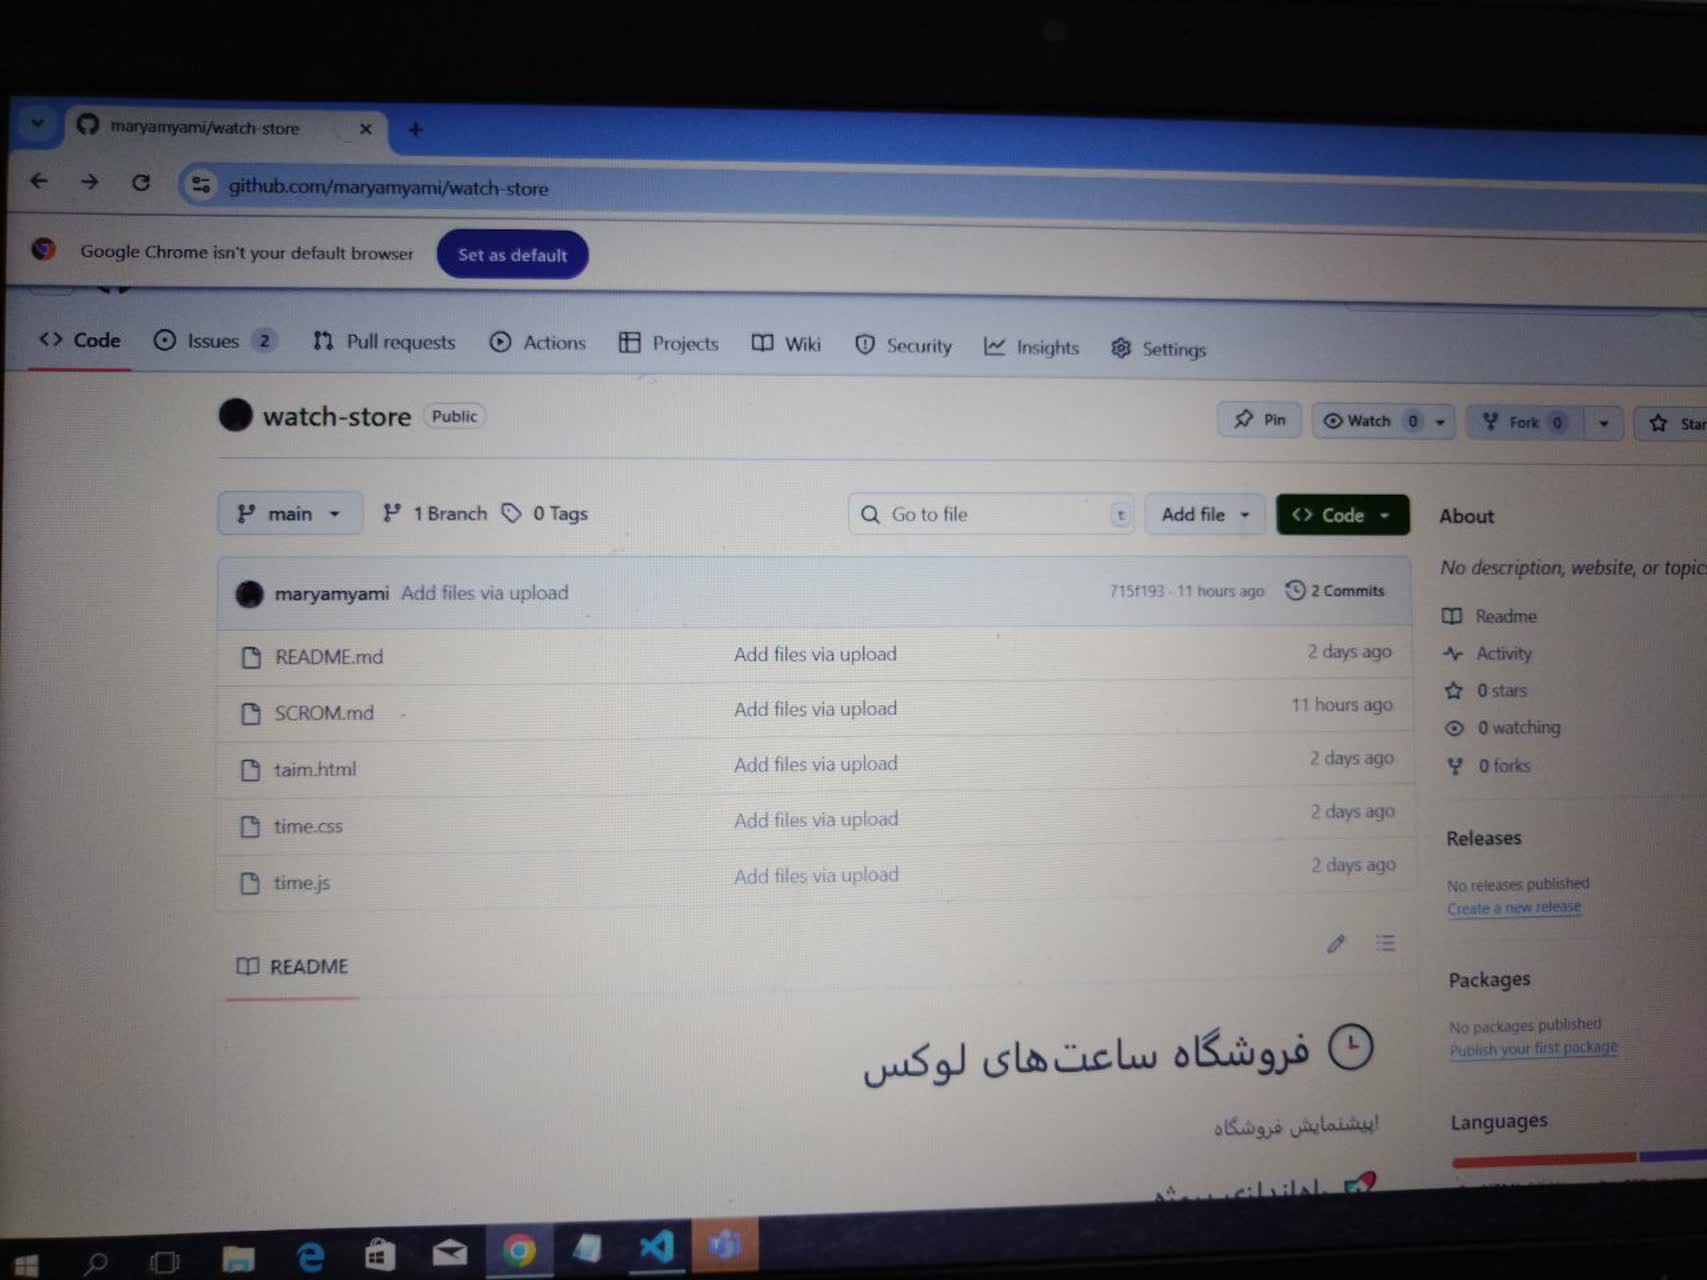 maryamyami/watch-store
github.com/maryamyami/watch-store
Google Chrome isn't your default browser Set as default
Code Issues 2 Pull requests Actions Projects Wiki Security Insights Settings
watch-store Public Pin Watch 0 Fork 0 Star
main 1 Branch 0 Tags Go to file t Add file Code
maryamyami Add files via upload 715f193 · 11 hours ago 2 Commits
README.md Add files via upload 2 days ago
SCROM.md Add files via upload 11 hours ago
taim.html Add files via upload 2 days ago
time.css Add files via upload 2 days ago
time.js Add files via upload 2 days ago
README
فروشگاه ساعت‌های لوکس
!پیشنمایش فروشگاه
About
No description, website, or topics
Readme
Activity
0 stars
0 watching
0 forks
Releases
No releases published
Create a new release
Packages
No packages published
Publish your first package
Languages